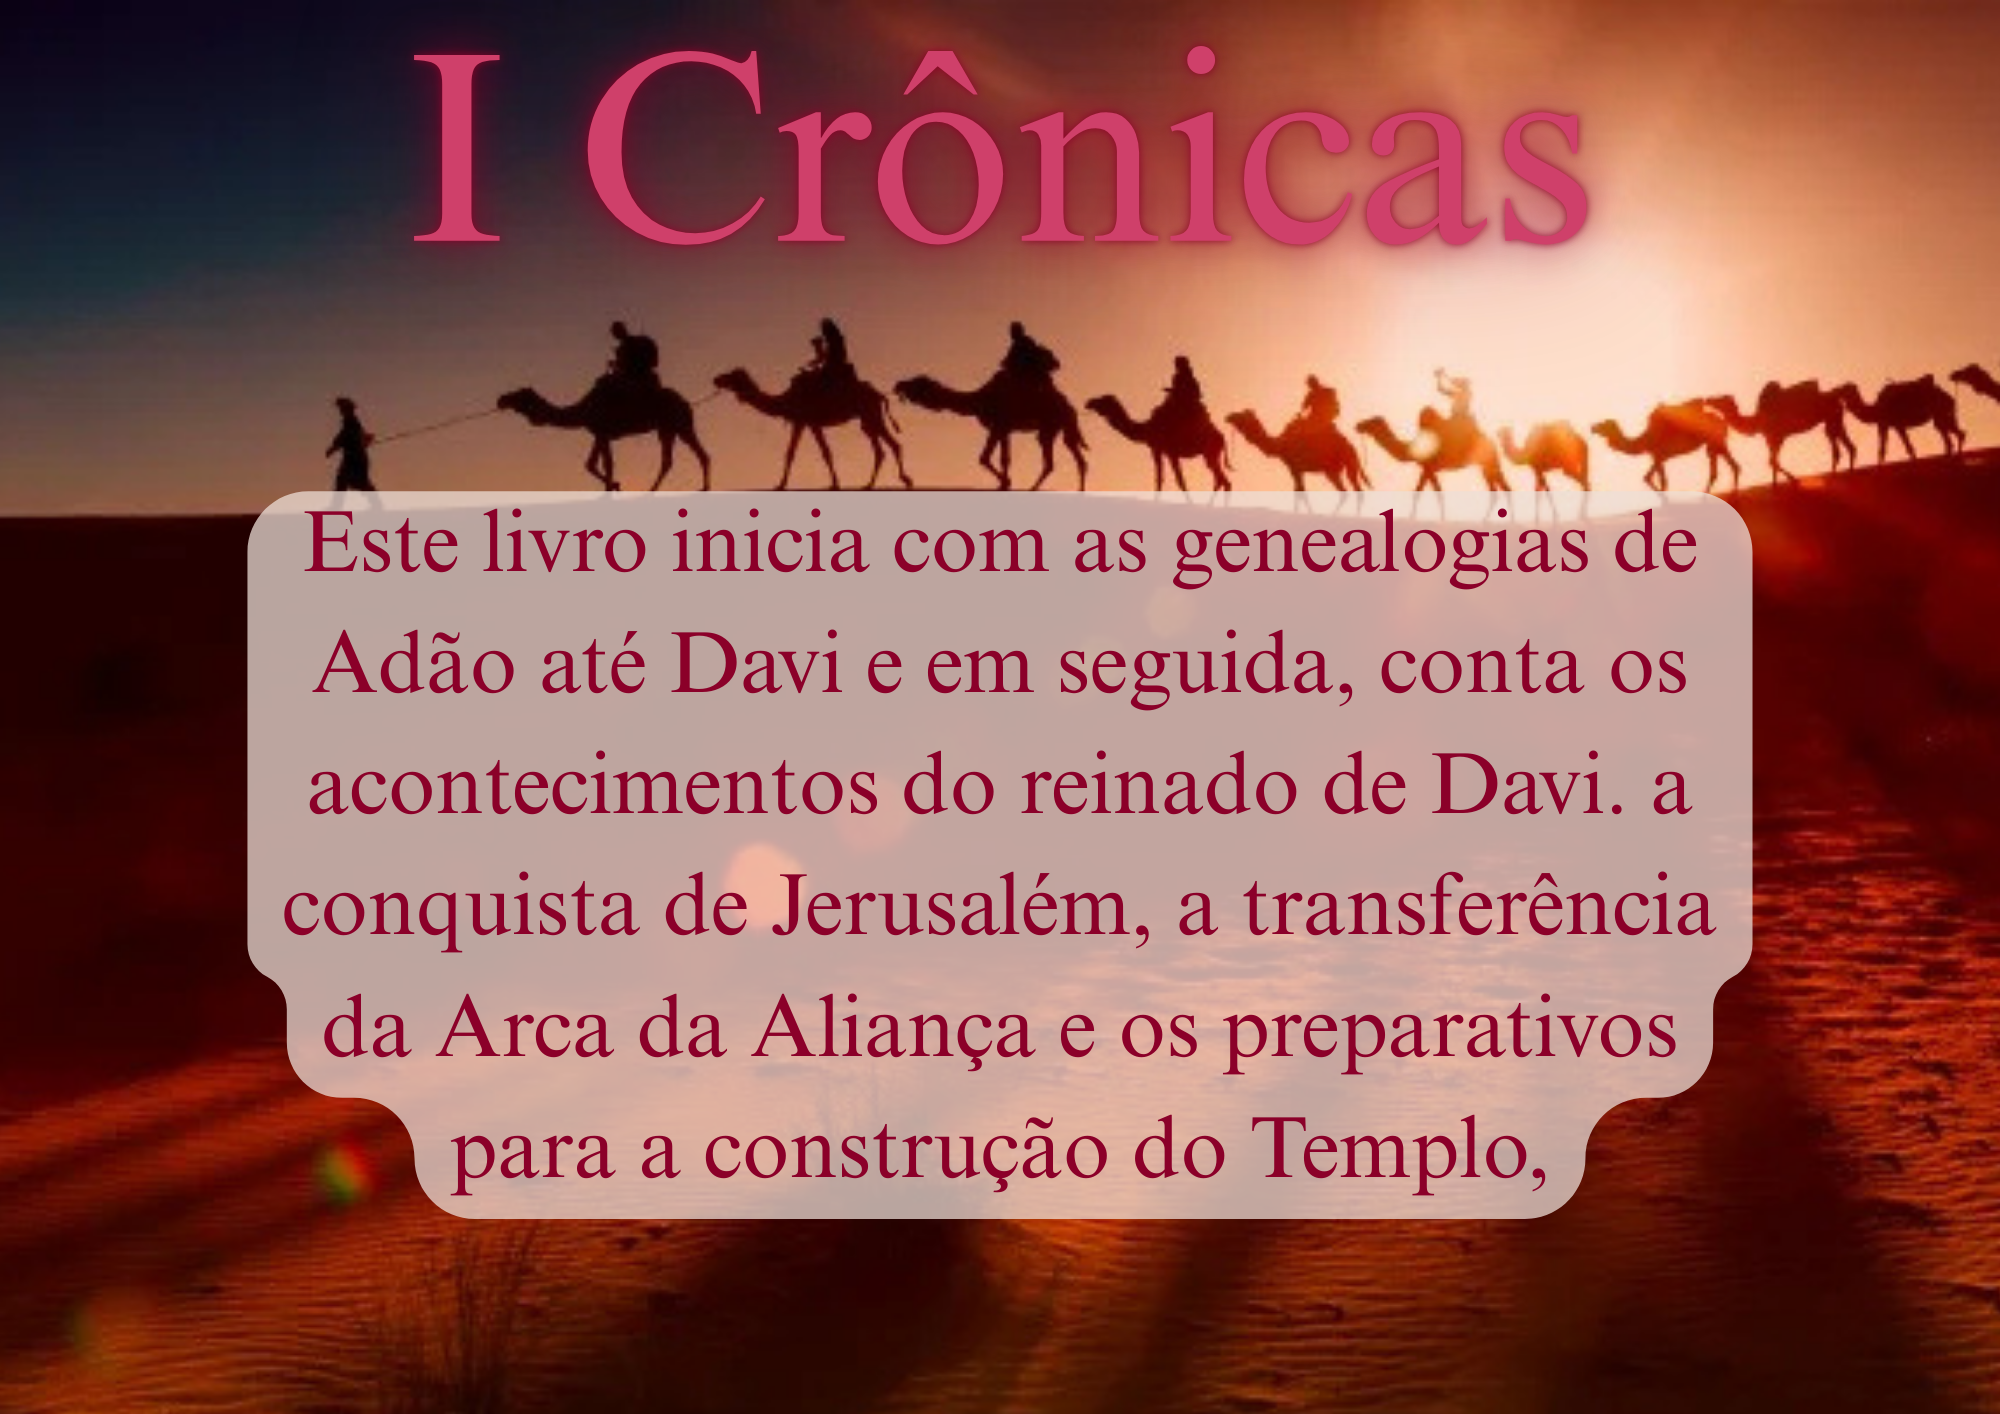 I Crônicas
Este livro inicia com as genealogias de
Adão até Davi e em seguida, conta os
acontecimentos do reinado de Davi. a
conquista de Jerusalém, a transferência
da Arca da Aliança e os preparativos
para a construção do Templo,